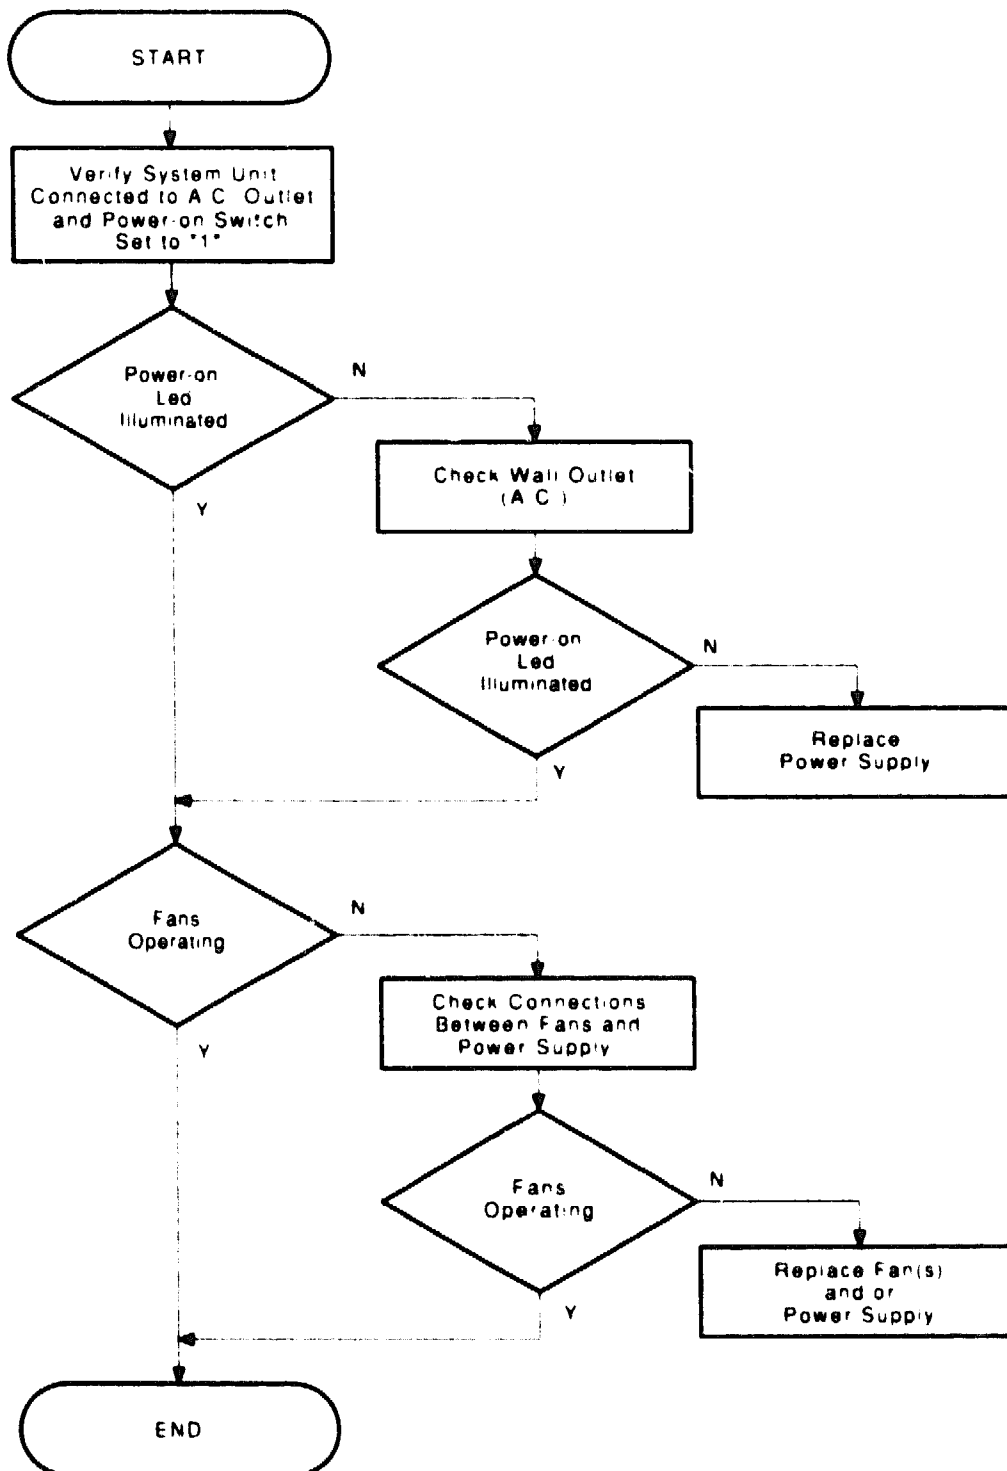 START
Verify System Unit
Connected to A C Outlet
and Power-on Switch
Set to "1"
Power-on
Led
Illuminated
N
Y
Check Wall Outlet
(A C )
Power-on
Led
Illuminated
N
Y
Replace
Power Supply
Fans
Operating
N
Y
Check Connections
Between Fans and
Power Supply
Fans
Operating
N
Y
Replace Fan(s)
and or
Power Supply
END